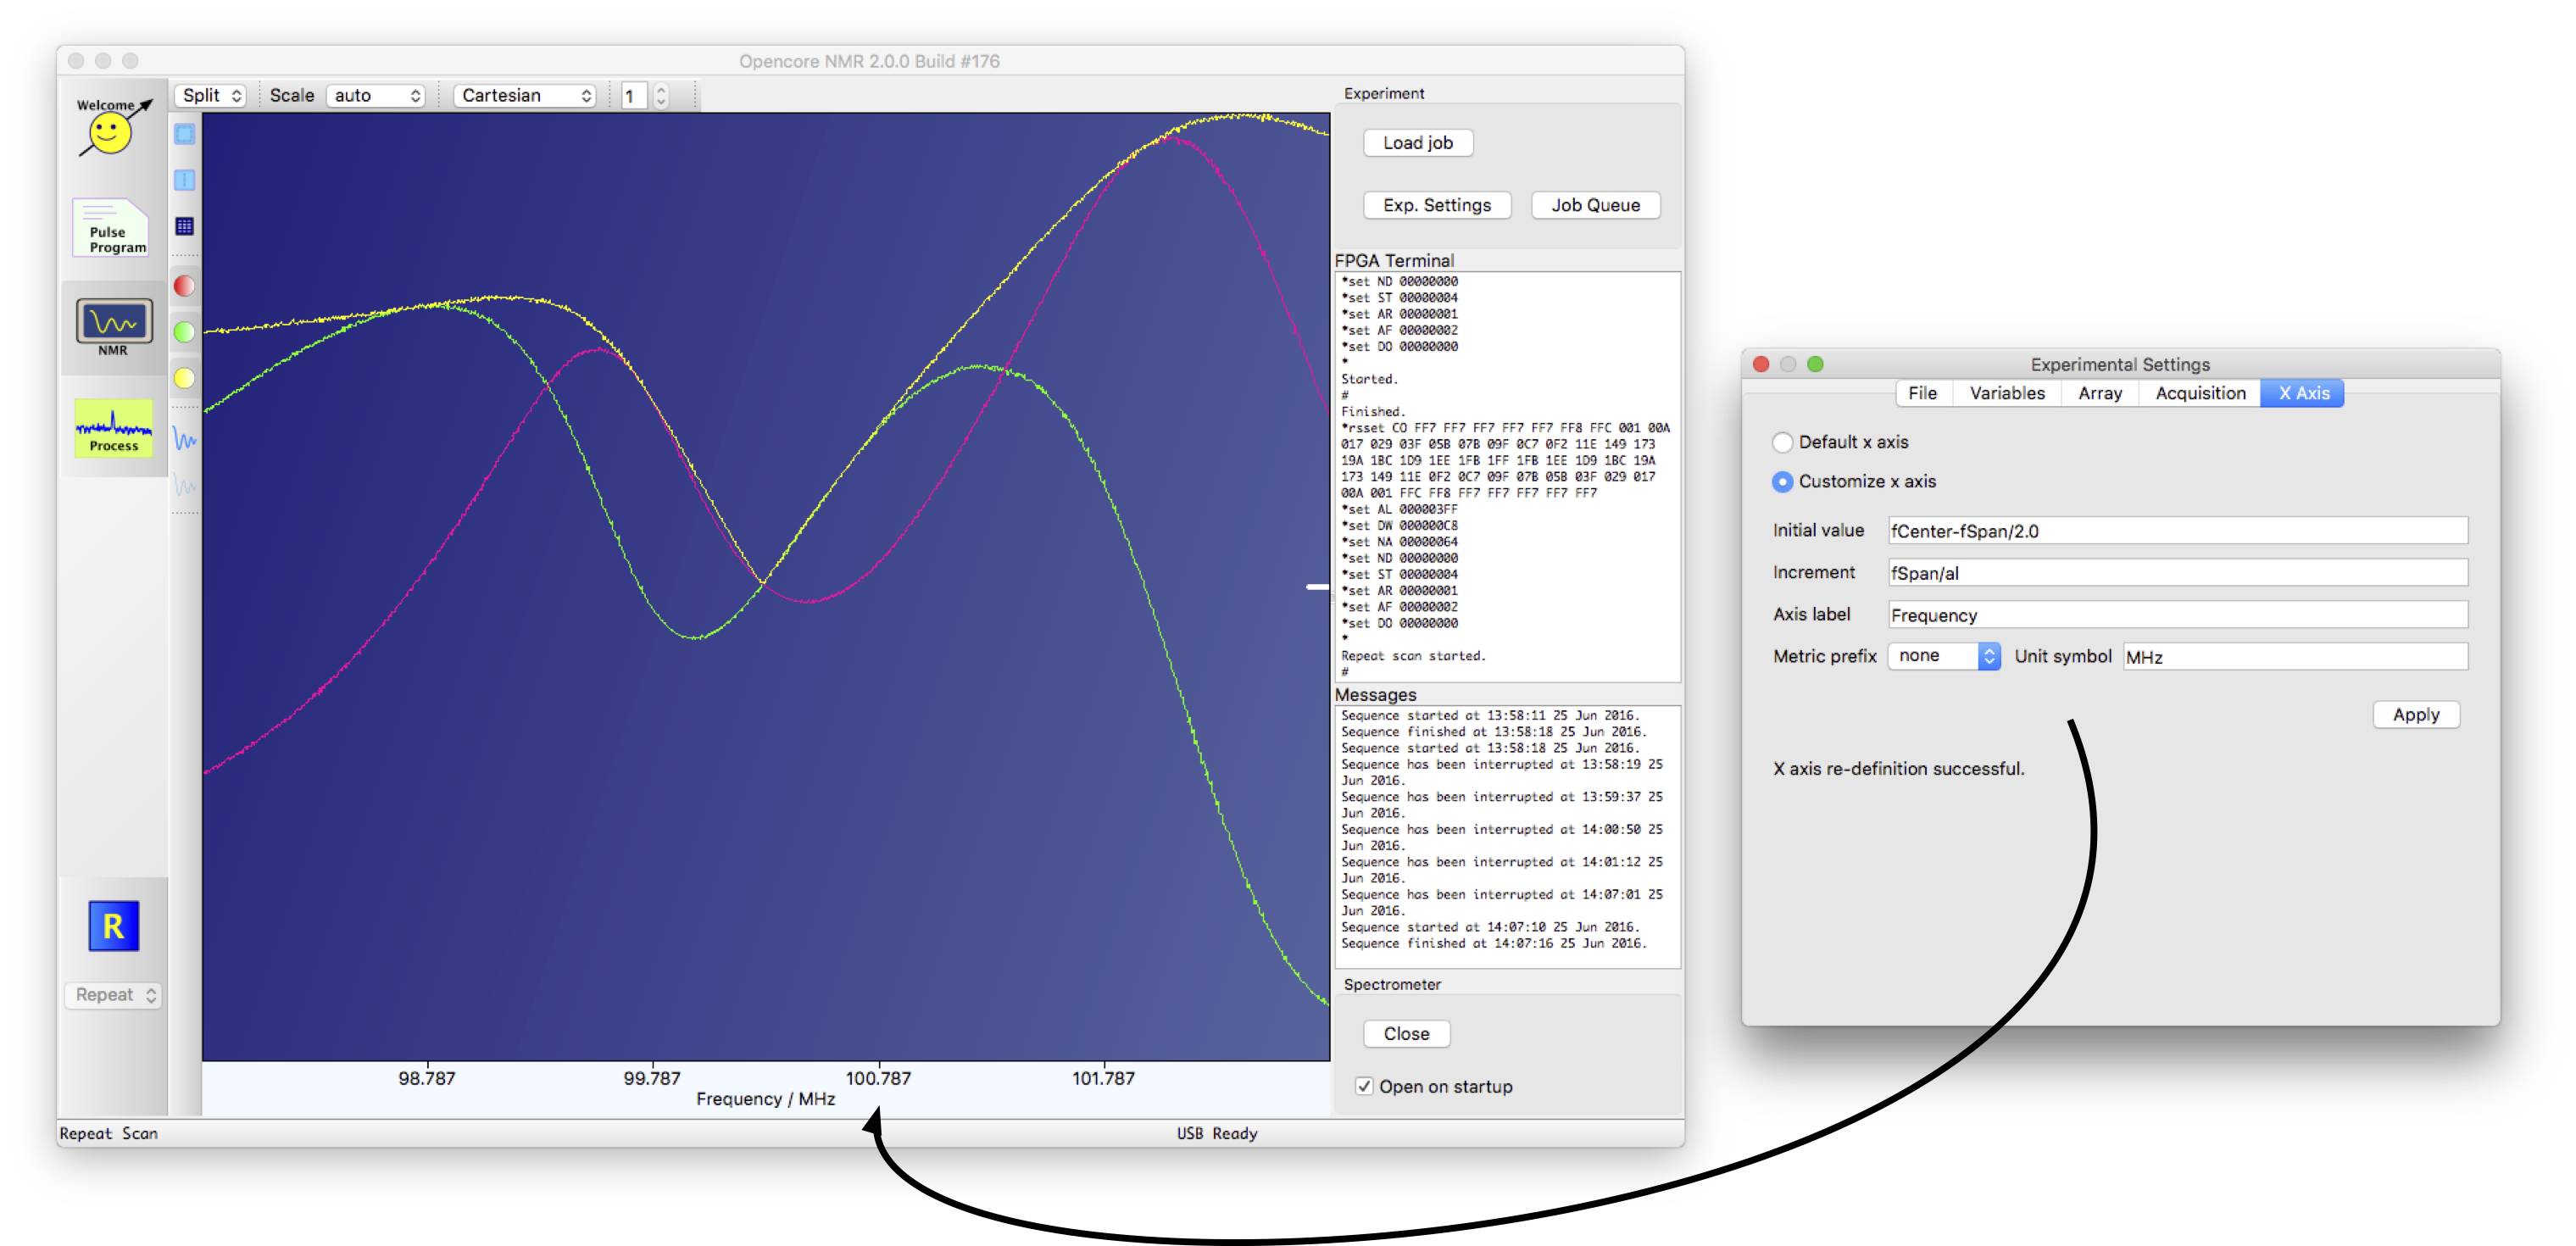 Opencore NMR 2.0.0 Build #176
Welcome
Split Scale auto Cartesian 1
Pulse
Program
NMR
Process
R
Repeat
98.787 99.787 100.787 101.787
Frequency / MHz
Repeat Scan USB Ready
Experiment
Load job
Exp. Settings Job Queue
FPGA Terminal
*set ND 00000000
*set ST 00000004
*set AR 00000001
*set AF 00000002
*set DO 00000000
*
Started.
#
Finished.
*rsset CO FF7 FF7 FF7 FF7 FF7 FF8 FFC 001 00A
017 029 03F 05B 07B 09F 0C7 0F2 11E 149 173
19A 1BC 1D9 1EE 1FB 1FF 1FB 1EE 1D9 1BC 19A
173 149 11E 0F2 0C7 09F 07B 05B 03F 029 017
00A 001 FFC FF8 FF7 FF7 FF7 FF7 FF7
*set AL 000003FF
*set DW 000000C8
*set NA 00000064
*set ND 00000000
*set ST 00000004
*set AR 00000001
*set AF 00000002
*set DO 00000000
*
Repeat scan started.
#
Messages
Sequence started at 13:58:11 25 Jun 2016.
Sequence finished at 13:58:18 25 Jun 2016.
Sequence started at 13:58:18 25 Jun 2016.
Sequence has been interrupted at 13:58:19 25
Jun 2016.
Sequence has been interrupted at 13:59:37 25
Jun 2016.
Sequence has been interrupted at 14:00:50 25
Jun 2016.
Sequence has been interrupted at 14:01:12 25
Jun 2016.
Sequence has been interrupted at 14:07:01 25
Jun 2016.
Sequence started at 14:07:10 25 Jun 2016.
Sequence finished at 14:07:16 25 Jun 2016.
Spectrometer
Close
Open on startup
Experimental Settings
File Variables Array Acquisition X Axis
Default x axis
Customize x axis
Initial value fCenter-fSpan/2.0
Increment fSpan/al
Axis label Frequency
Metric prefix none Unit symbol MHz
Apply
X axis re-definition successful.